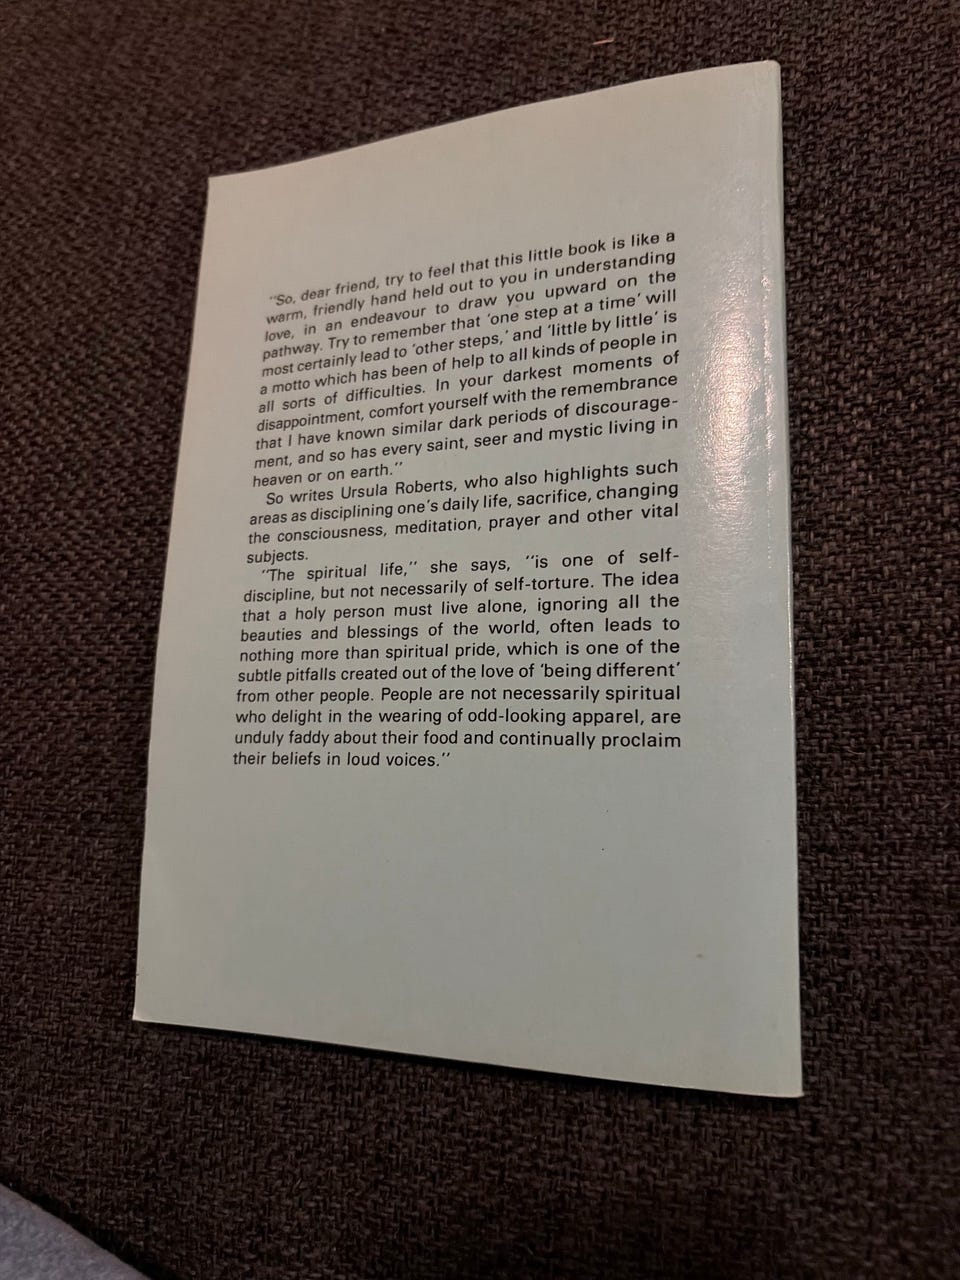 "So, dear friend, try to feel that this little book is like a
warm, friendly hand held out to you in understanding
love, in an endeavour to draw you upward on the
pathway. Try to remember that 'one step at a time' will
most certainly lead to 'other steps,' and 'little by little' is
a motto which has been of help to all kinds of people in
all sorts of difficulties. In your darkest moments of
disappointment, comfort yourself with the remembrance
that I have known similar dark periods of discourage-
ment, and so has every saint, seer and mystic living in
heaven or on earth."
So writes Ursula Roberts, who also highlights such
areas as disciplining one's daily life, sacrifice, changing
the consciousness, meditation, prayer and other vital
subjects.
"The spiritual life," she says, "is one of self-
discipline, but not necessarily of self-torture. The idea
that a holy person must live alone, ignoring all the
beauties and blessings of the world, often leads to
nothing more than spiritual pride, which is one of the
subtle pitfalls created out of the love of 'being different'
from other people. People are not necessarily spiritual
who delight in the wearing of odd-looking apparel, are
unduly faddy about their food and continually proclaim
their beliefs in loud voices."